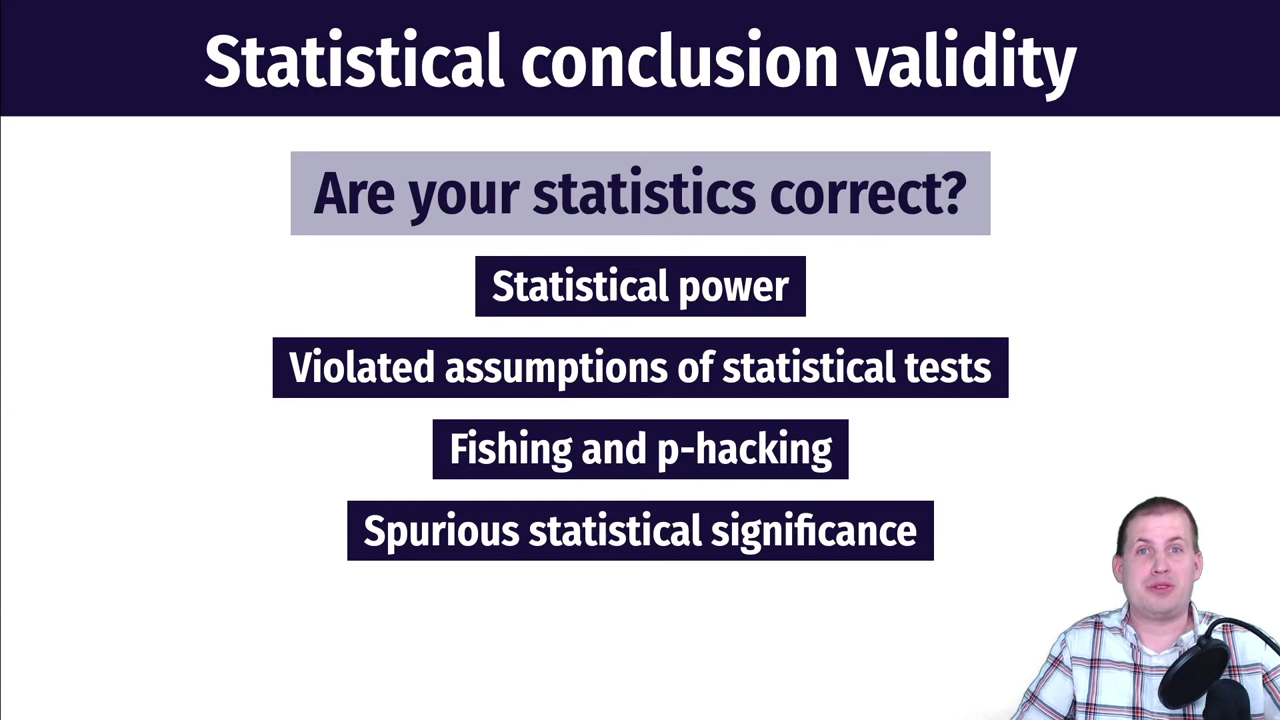 Statistical conclusion validity
Are your statistics correct?
Statistical power
Violated assumptions of statistical tests
Fishing and p-hacking
Spurious statistical significance